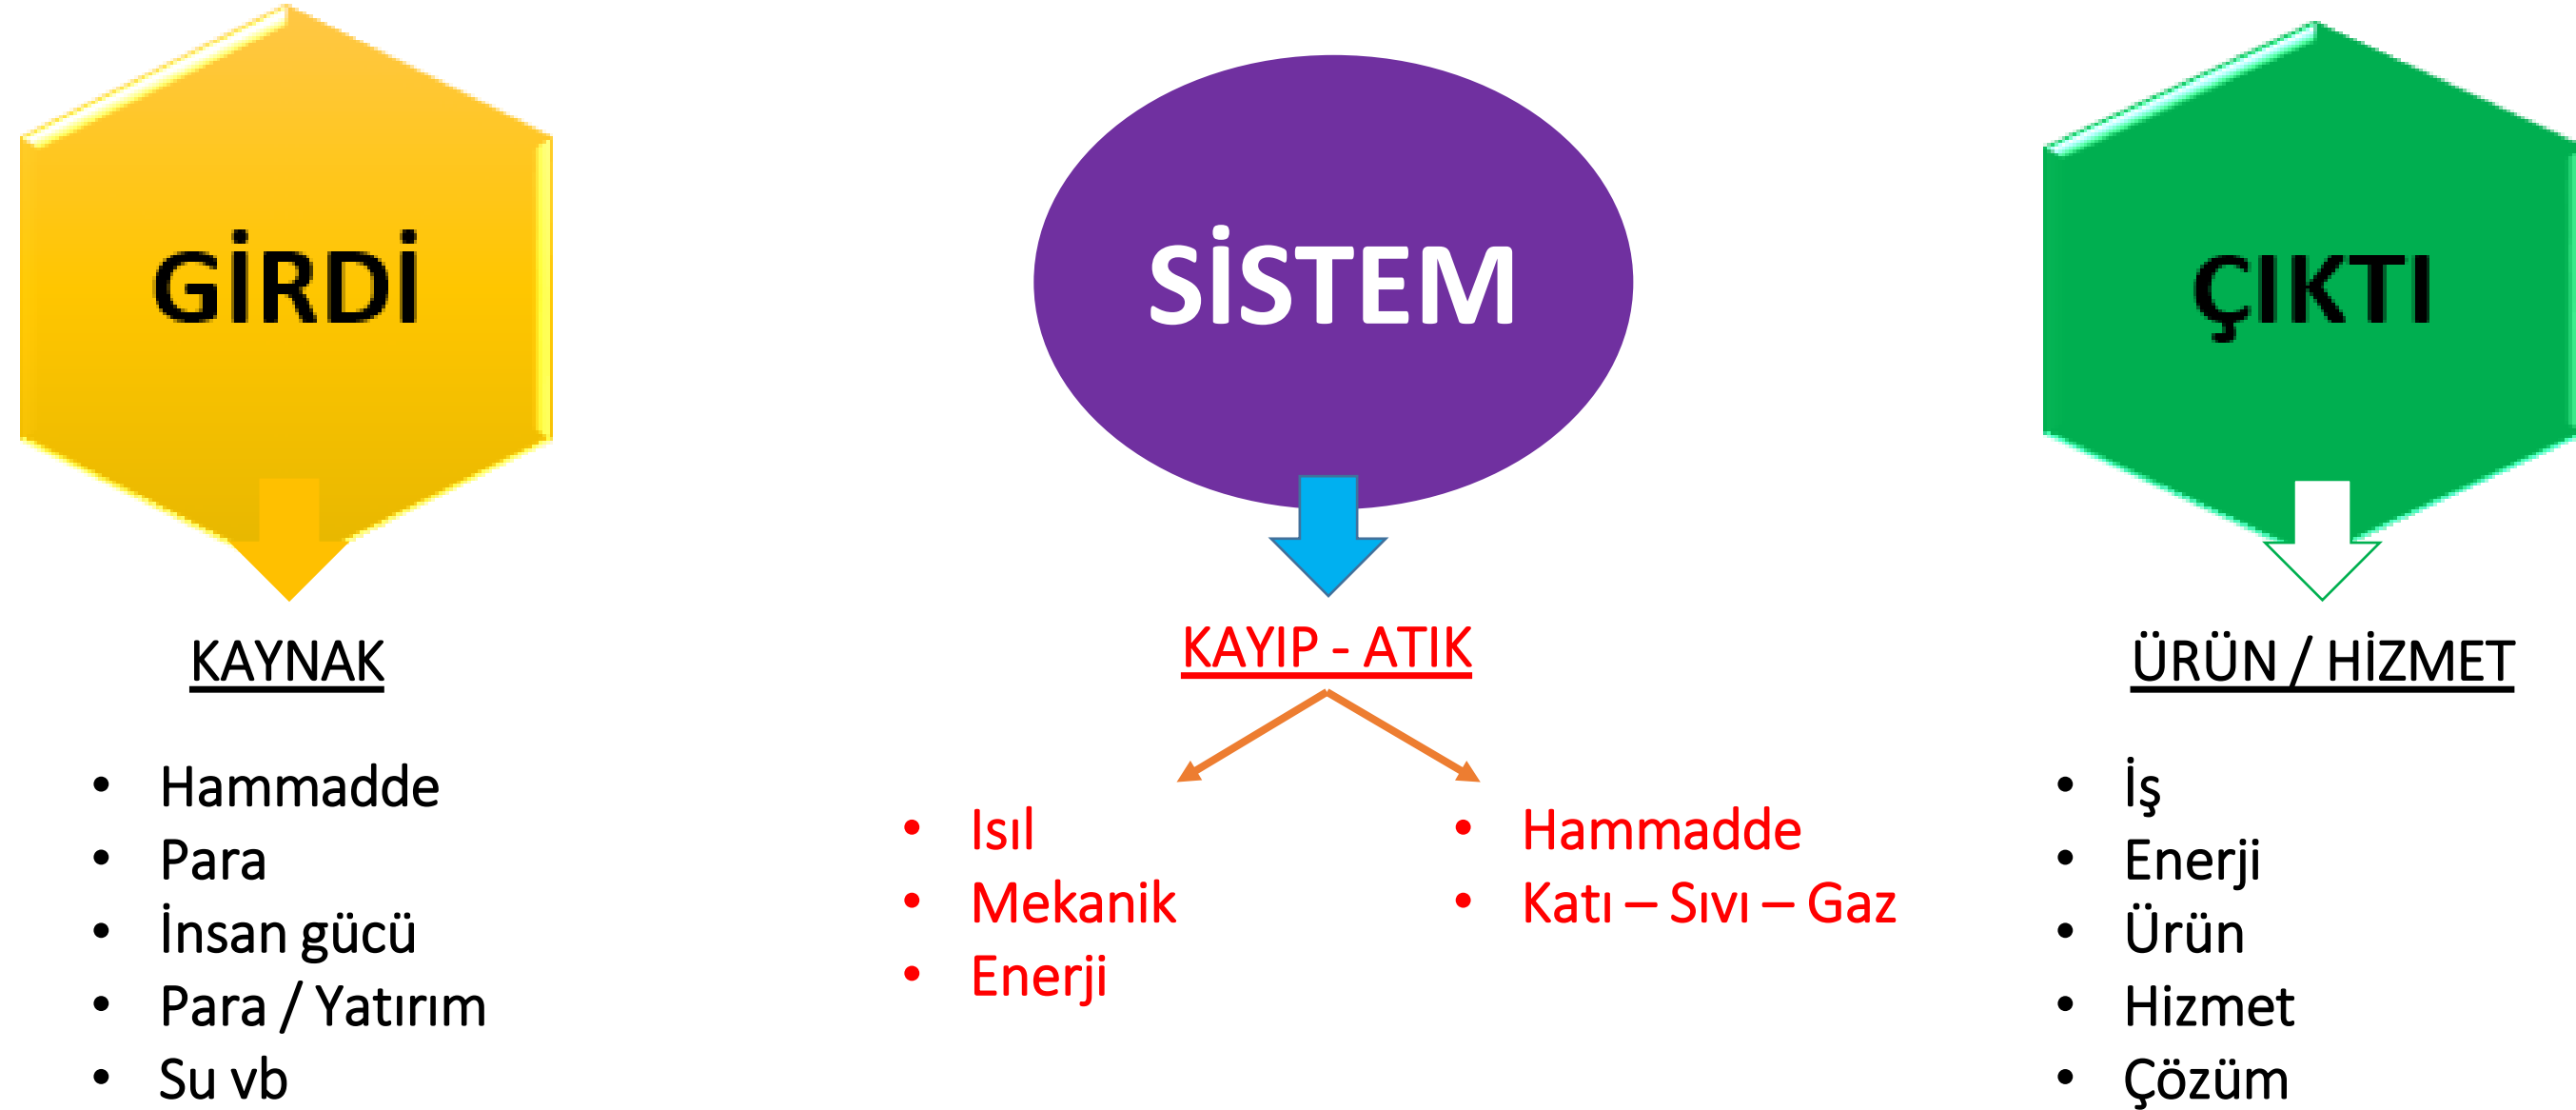 GİRDİ
KAYNAK
Hammadde
Para
İnsan gücü
Para / Yatırım
Su vb
SİSTEM
KAYIP - ATIK
Isıl
Mekanik
Enerji
Hammadde
Katı – Sıvı – Gaz
ÇIKTI
ÜRÜN / HİZMET
İş
Enerji
Ürün
Hizmet
Çözüm